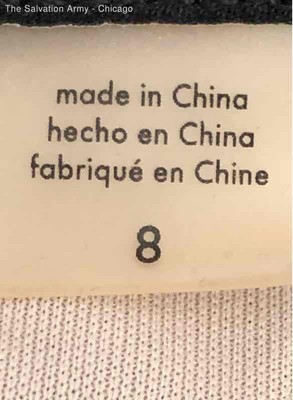 The Salvation Army - Chicago
made in China
hecho en China
fabriqué en Chine
8